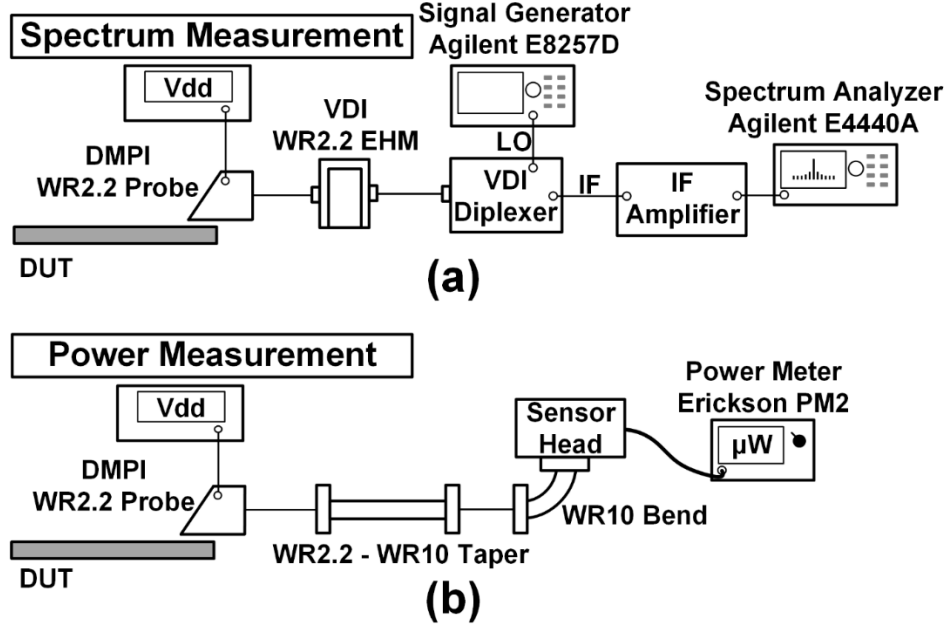 Spectrum Measurement
Signal Generator
Agilent E8257D
Vdd
VDI
WR2.2 EHM
DMPI
WR2.2 Probe
LO
VDI
Diplexer
IF
IF
Amplifier
Spectrum Analyzer
Agilent E4440A
DUT
(a)
Power Measurement
Vdd
DMPI
WR2.2 Probe
Sensor
Head
Power Meter
Erickson PM2
µW
WR10 Bend
WR2.2 - WR10 Taper
DUT
(b)